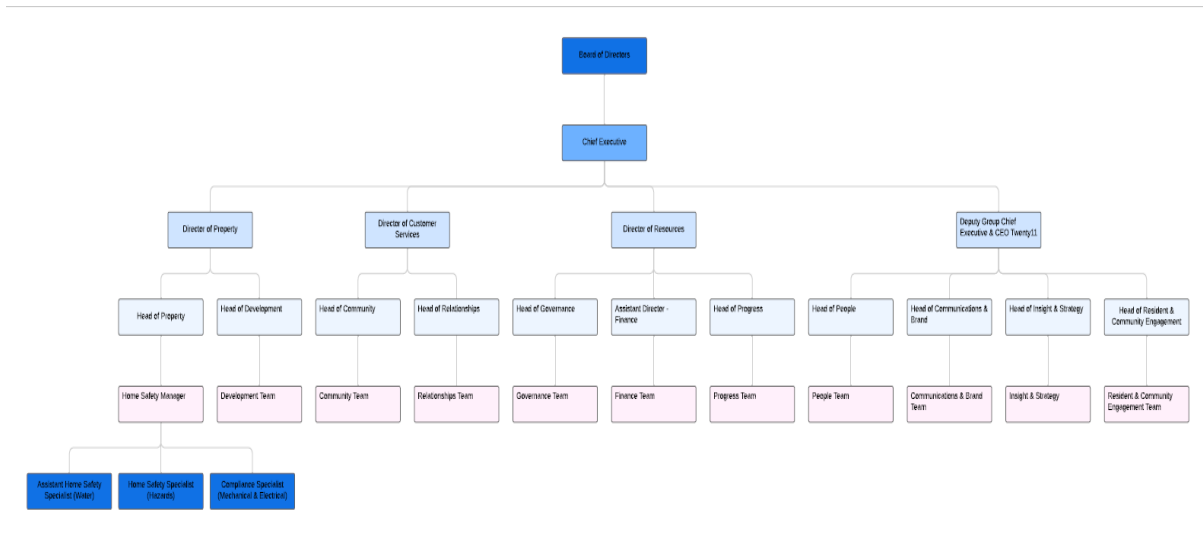 Board of Directors
Chief Executive
Director of Property
Director of Customer
Services
Director of Resources
Deputy Group Chief
Executive & CEO Twenty11
Head of Property
Head of Development
Head of Community
Head of Relationships
Head of Governance
Assistant Director -
Finance
Head of Progress
Head of People
Head of Communications &
Brand
Head of Insight & Strategy
Head of Resident &
Community Engagement
Home Safety Manager
Development Team
Community Team
Relationships Team
Governance Team
Finance Team
Progress Team
People Team
Communications & Brand
Team
Insight & Strategy
Resident & Community
Engagement Team
Assistant Home Safety
Specialist (Water)
Home Safety Specialist
(Hazards)
Compliance Specialist
(Mechanical & Electrical)